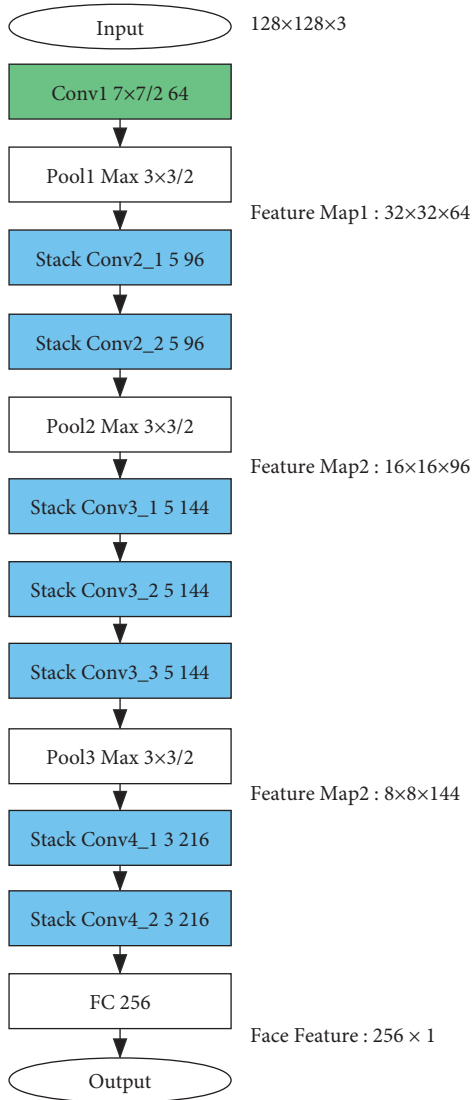 Input
128×128×3
Conv1 7×7/2 64
Pool1 Max 3×3/2
Feature Map1 : 32×32×64
Stack Conv2_1 5 96
Stack Conv2_2 5 96
Pool2 Max 3×3/2
Feature Map2 : 16×16×96
Stack Conv3_1 5 144
Stack Conv3_2 5 144
Stack Conv3_3 5 144
Pool3 Max 3×3/2
Feature Map2 : 8×8×144
Stack Conv4_1 3 216
Stack Conv4_2 3 216
FC 256
Face Feature : 256 × 1
Output